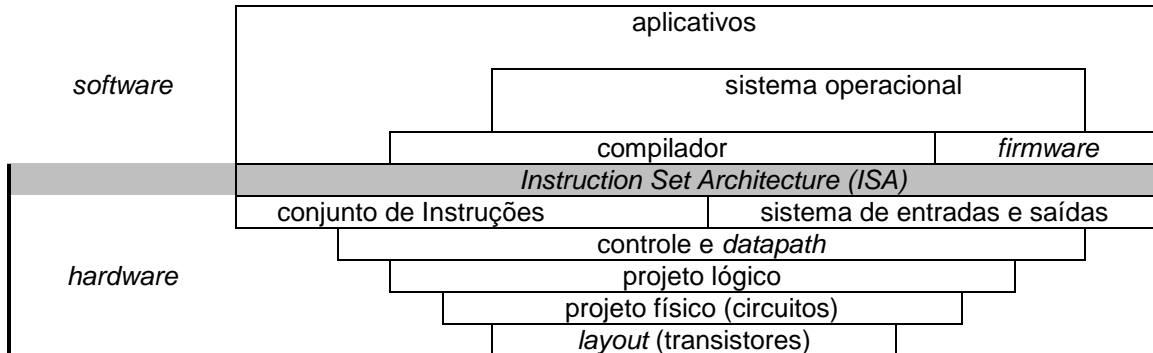 aplicativos
software
sistema operacional
compilador
firmware
Instruction Set Architecture (ISA)
conjunto de Instruções
sistema de entradas e saídas
controle e datapath
hardware
projeto lógico
projeto físico (circuitos)
layout (transistores)